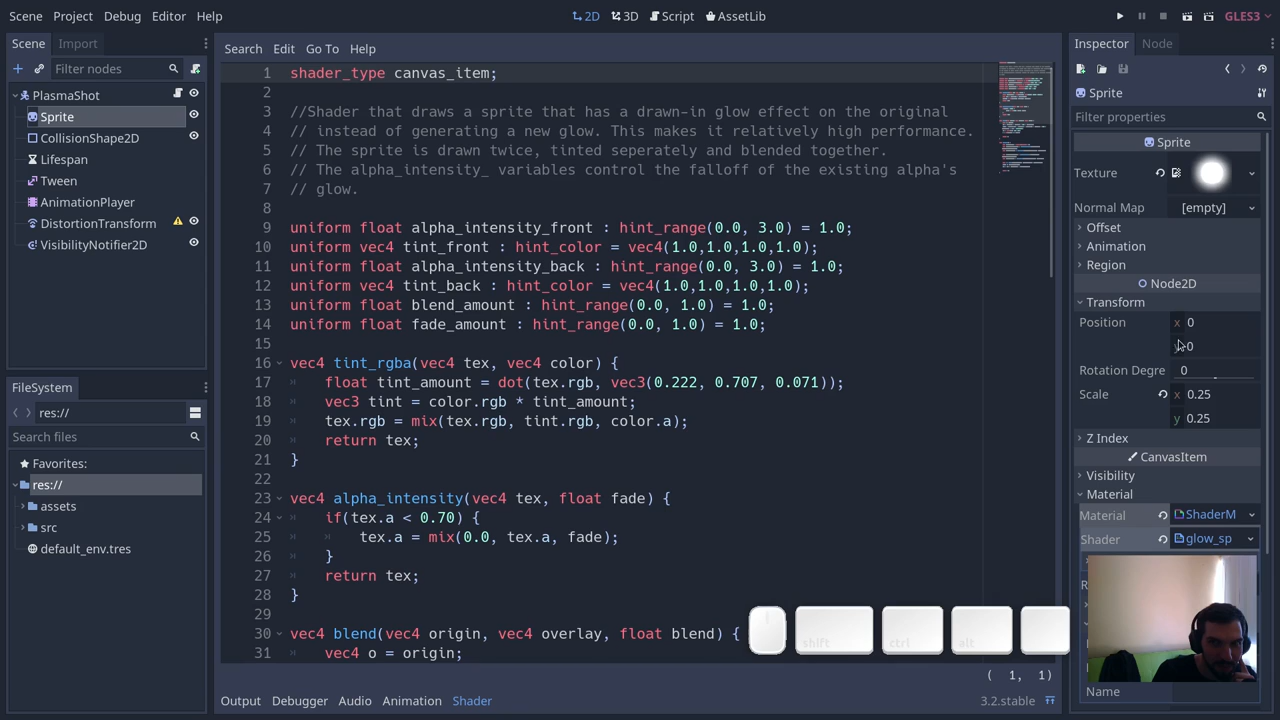 Scene Project Debug Editor Help
2D 3D Script AssetLib
GLES3
Scene Import
Filter nodes
PlasmaShot
Sprite
CollisionShape2D
Lifespan
Tween
AnimationPlayer
DistortionTransform
VisibilityNotifier2D
FileSystem
res://
Search files
Favorites:
res://
assets
src
default_env.tres
Search Edit Go To Help
1 shader_type canvas_item;
2
3 //Shader that draws a sprite that has a drawn-in glow effect on the original
4 // instead of generating a new glow. This makes it relatively high performance.
5 // The sprite is drawn twice, tinted seperately and blended together.
6 // The alpha_intensity_ variables control the falloff of the existing alpha's
7 // glow.
8
9 uniform float alpha_intensity_front : hint_range(0.0, 3.0) = 1.0;
10 uniform vec4 tint_front : hint_color = vec4(1.0,1.0,1.0,1.0);
11 uniform float alpha_intensity_back : hint_range(0.0, 3.0) = 1.0;
12 uniform vec4 tint_back : hint_color = vec4(1.0,1.0,1.0,1.0);
13 uniform float blend_amount : hint_range(0.0, 1.0) = 1.0;
14 uniform float fade_amount : hint_range(0.0, 1.0) = 1.0;
15
16 vec4 tint_rgba(vec4 tex, vec4 color) {
17 float tint_amount = dot(tex.rgb, vec3(0.222, 0.707, 0.071));
18 vec3 tint = color.rgb * tint_amount;
19 tex.rgb = mix(tex.rgb, tint.rgb, color.a);
20 return tex;
21 }
22
23 vec4 alpha_intensity(vec4 tex, float fade) {
24 if(tex.a < 0.70) {
25 tex.a = mix(0.0, tex.a, fade);
26 }
27 return tex;
28 }
29
30 vec4 blend(vec4 origin, vec4 overlay, float blend) {
31 vec4 o = origin;
shift ctrl alt
( 1, 1)
Output Debugger Audio Animation Shader
3.2.stable
Inspector Node
Sprite
Filter properties
Sprite
Texture
Normal Map [empty]
Offset
Animation
Region
Node2D
Transform
Position x 0
0
Rotation Degre 0
Scale x 0.25
y 0.25
Z Index
CanvasItem
Visibility
Material
Material ShaderM
Shader glow_sp
Name